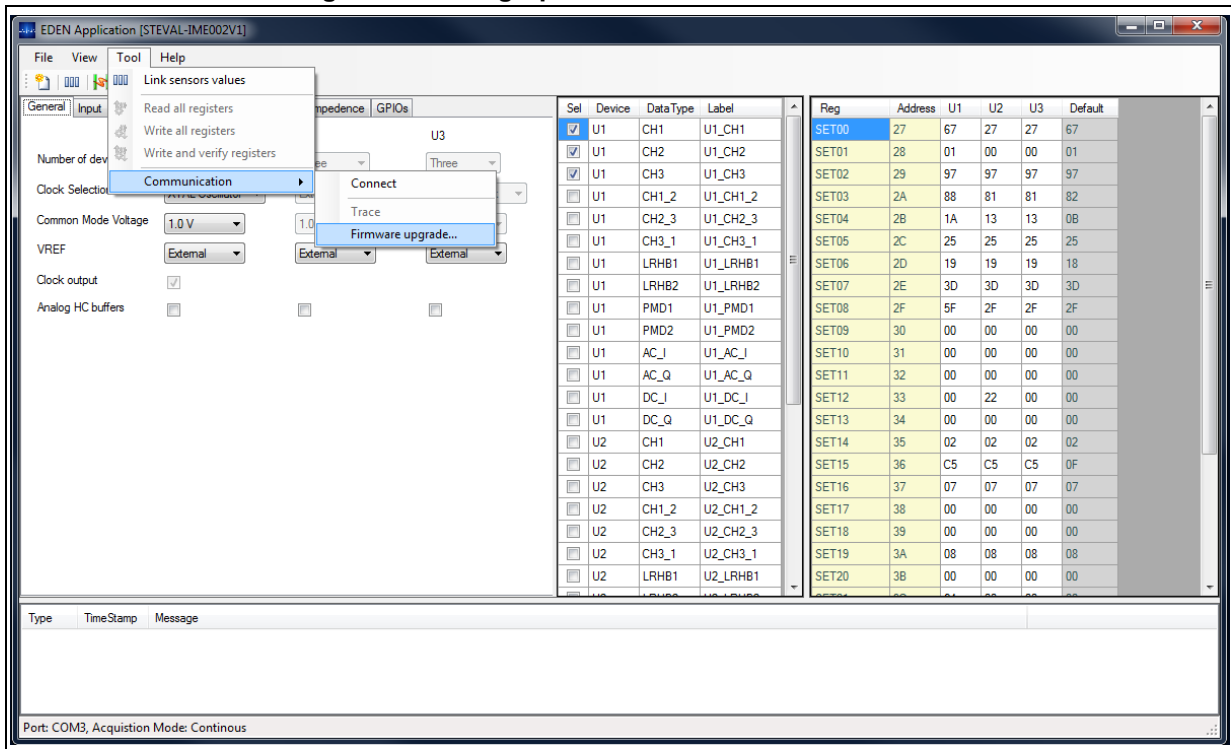 EDEN Application [STEVAL-IME002V1]
File View Tool Help
Link sensors values
Read all registers
Write all registers
Write and verify registers
Communication
Connect
Trace
Firmware upgrade...
General Input mpedence GPIOs
U3
Number of dev ee Three
Clock Selection
Common Mode Voltage 1.0 V 1.0
VREF External External External
Clock output
Analog HC buffers
Sel Device DataType Label
U1 CH1 U1_CH1
U1 CH2 U1_CH2
U1 CH3 U1_CH3
U1 CH1_2 U1_CH1_2
U1 CH2_3 U1_CH2_3
U1 CH3_1 U1_CH3_1
U1 LRHB1 U1_LRHB1
U1 LRHB2 U1_LRHB2
U1 PMD1 U1_PMD1
U1 PMD2 U1_PMD2
U1 AC_I U1_AC_I
U1 AC_Q U1_AC_Q
U1 DC_I U1_DC_I
U1 DC_Q U1_DC_Q
U2 CH1 U2_CH1
U2 CH2 U2_CH2
U2 CH3 U2_CH3
U2 CH1_2 U2_CH1_2
U2 CH2_3 U2_CH2_3
U2 CH3_1 U2_CH3_1
U2 LRHB1 U2_LRHB1
Reg Address U1 U2 U3 Default
SET00 27 67 27 27 67
SET01 28 01 00 00 01
SET02 29 97 97 97 97
SET03 2A 88 81 81 82
SET04 2B 1A 13 13 0B
SET05 2C 25 25 25 25
SET06 2D 19 19 19 18
SET07 2E 3D 3D 3D 3D
SET08 2F 5F 2F 2F 2F
SET09 30 00 00 00 00
SET10 31 00 00 00 00
SET11 32 00 00 00 00
SET12 33 00 22 00 00
SET13 34 00 00 00 00
SET14 35 02 02 02 02
SET15 36 C5 C5 C5 0F
SET16 37 07 07 07 07
SET17 38 00 00 00 00
SET18 39 00 00 00 00
SET19 3A 08 08 08 08
SET20 3B 00 00 00 00
Type TimeStamp Message
Port: COM3, Acquistion Mode: Continous